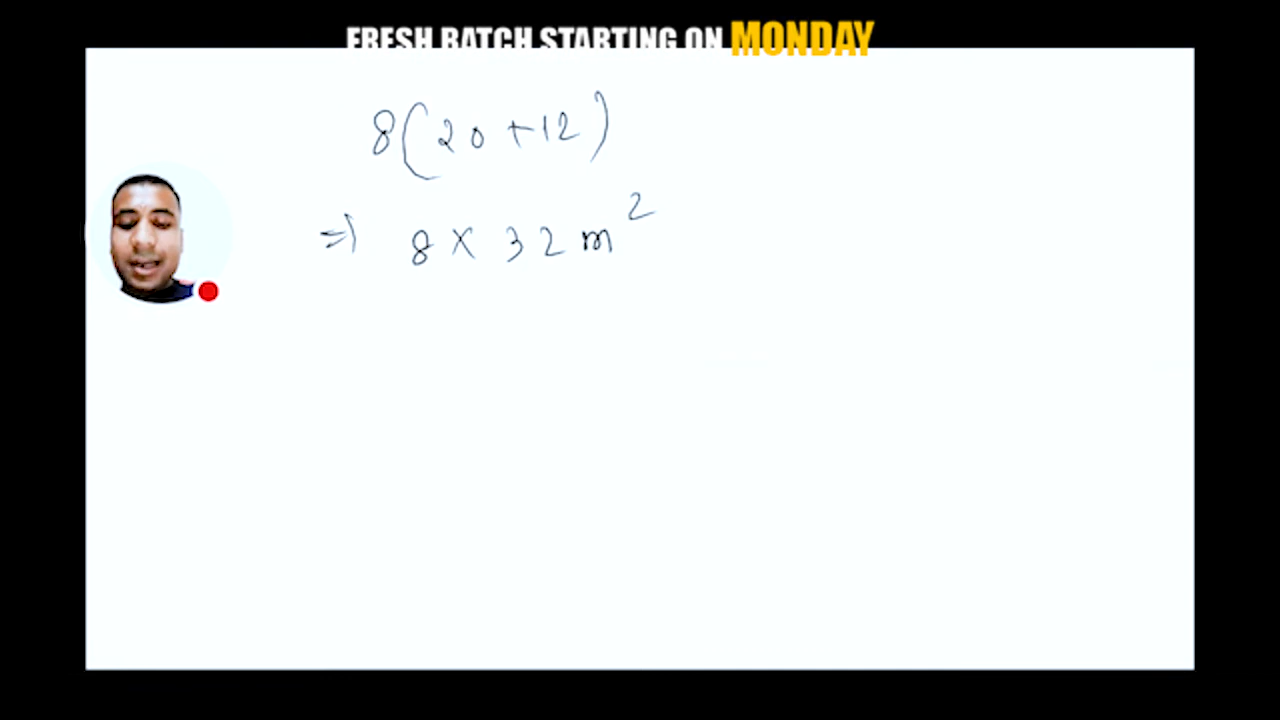 FRESH BATCH STARTING ON MONDAY
8(20+12)
⇒ 8 × 32 m²